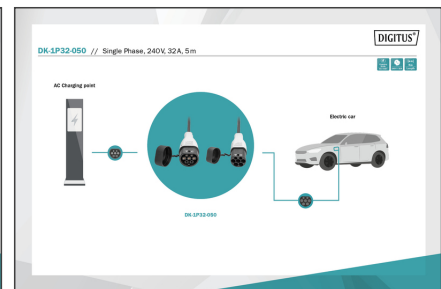 DIGITUS®
DK-1P32-050 // Single Phase, 240V, 32A, 5m
AC Charging point
Electric car
DK-1P32-050